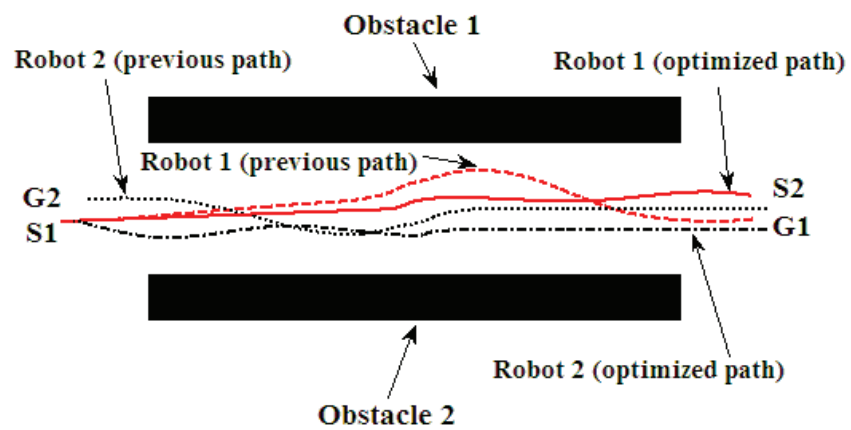 Obstacle 1
Robot 2 (previous path)
Robot 1 (optimized path)
Robot 1 (previous path)
G2
S2
S1
G1
Robot 2 (optimized path)
Obstacle 2